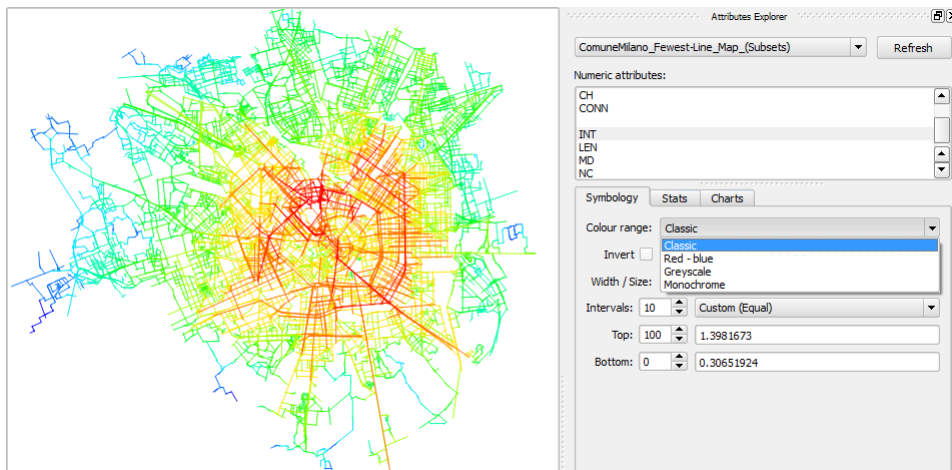 Attributes Explorer
ComuneMilano_Fewest-Line_Map_(Subsets)
Refresh
Numeric attributes:
CH
CONN
INT
LEN
MD
NC
Symbology Stats Charts
Colour range: Classic
Classic
Red - blue
Greyscale
Monochrome
Invert
Width / Size:
Intervals: 10 Custom (Equal)
Top: 100 1.3981673
Bottom: 0 0.30651924